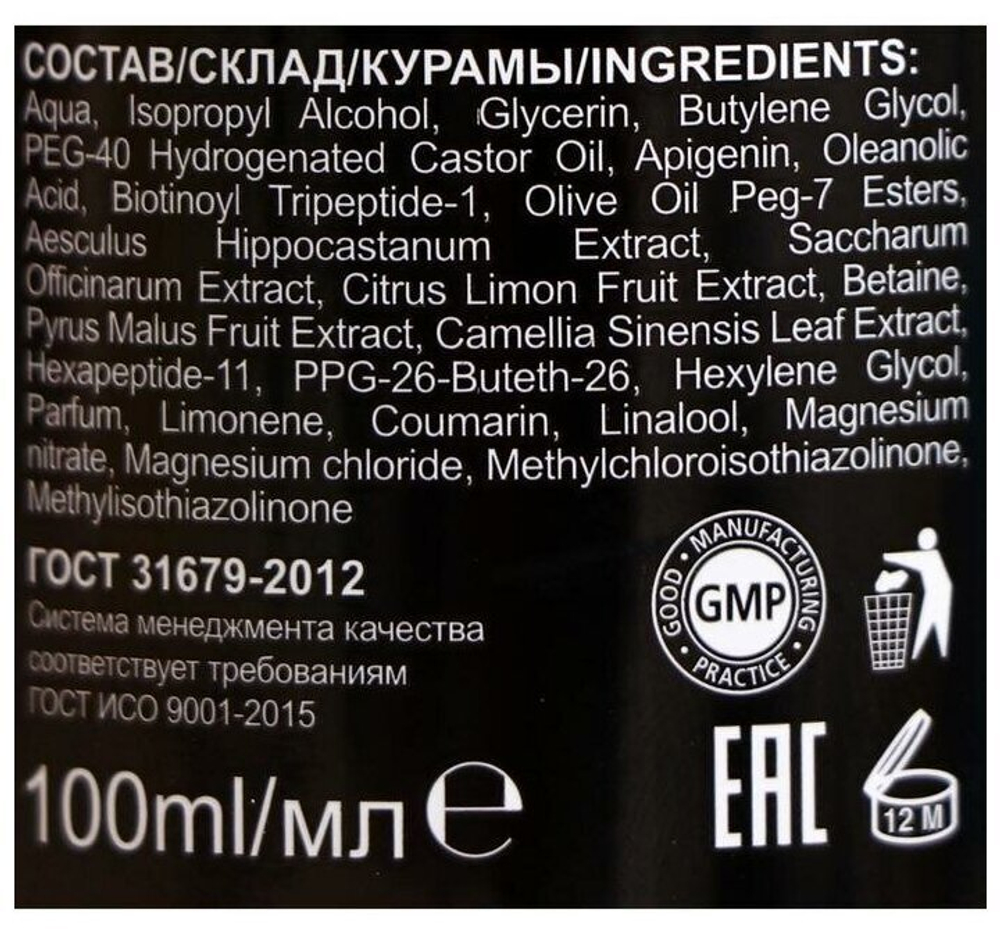 СОСТАВ/СКЛАД/КУРАМЫ/INGREDIENTS:
Aqua, Isopropyl Alcohol, Glycerin, Butylene Glycol,
PEG-40 Hydrogenated Castor Oil, Apigenin, Oleanolic
Acid, Biotinoyl Tripeptide-1, Olive Oil Peg-7 Esters,
Aesculus Hippocastanum Extract, Saccharum
Officinarum Extract, Citrus Limon Fruit Extract, Betaine,
Pyrus Malus Fruit Extract, Camellia Sinensis Leaf Extract,
Hexapeptide-11, PPG-26-Buteth-26, Hexylene Glycol,
Parfum, Limonene, Coumarin, Linalool, Magnesium
nitrate, Magnesium chloride, Methylchloroisothiazolinone,
Methylisothiazolinone
ГОСТ 31679-2012
Система менеджмента качества
соответствует требованиям
ГОСТ ИСО 9001-2015
100ml/мл e
GOOD • MANUFACTURING • PRACTICE •
GMP
EAC
12 M